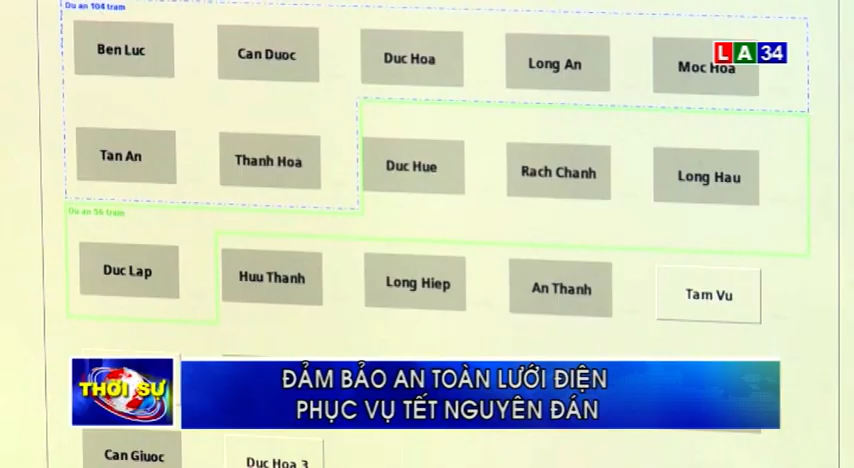 Du an 104 tram
Ben Luc
Can Duoc
Duc Hoa
Long An
Moc Hoa
LA34
Tan An
Thanh Hoa
Duc Hue
Rach Chanh
Long Hau
Du an 56 tram
Duc Lap
Huu Thanh
Long Hiep
An Thanh
Tam Vu
THỜI SỰ
ĐẢM BẢO AN TOÀN LƯỚI ĐIỆN
PHỤC VỤ TẾT NGUYÊN ĐÁN
Can Giuoc
Duc Hoa 3